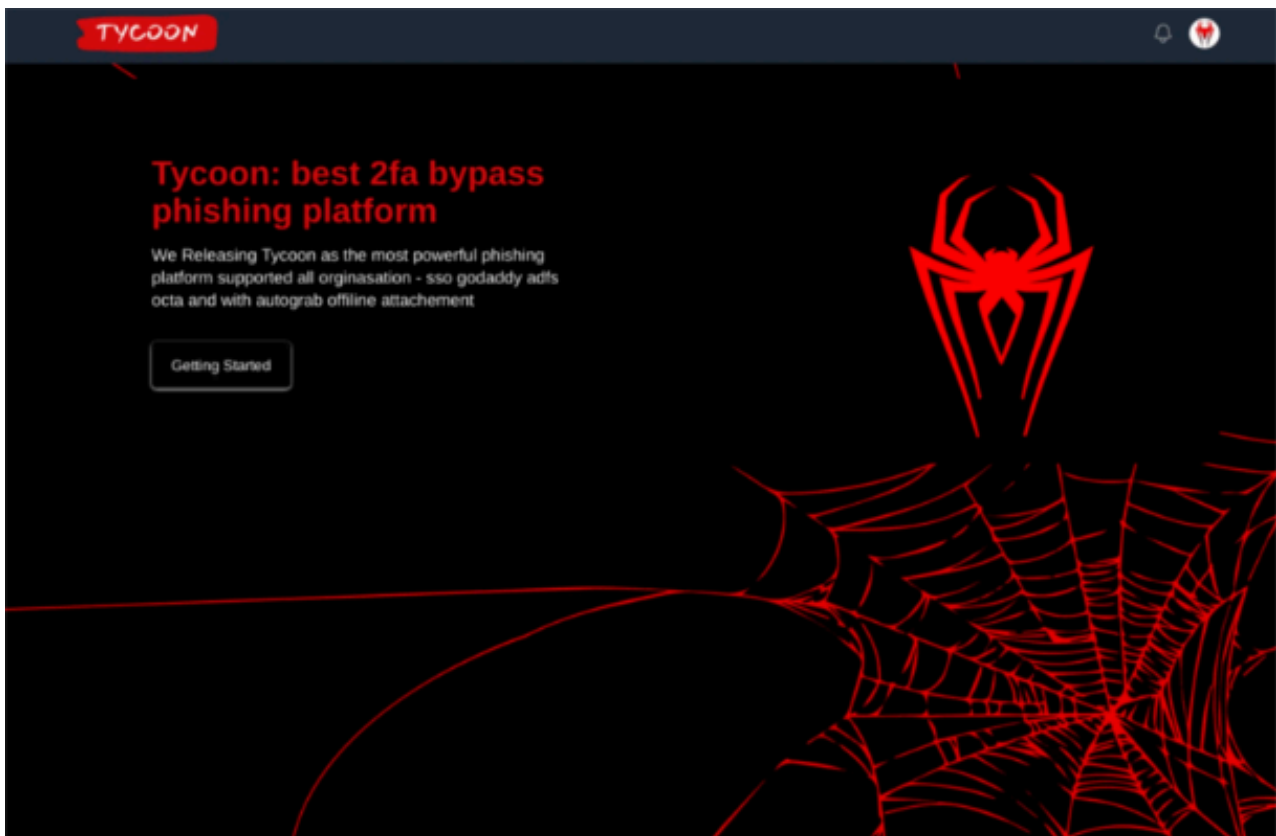 TYCOON
Tycoon: best 2fa bypass
phishing platform
We Releasing Tycoon as the most powerful phishing
platform supported all orginasation - sso godaddy adfs
octa and with autograb offiline attachement
Getting Started